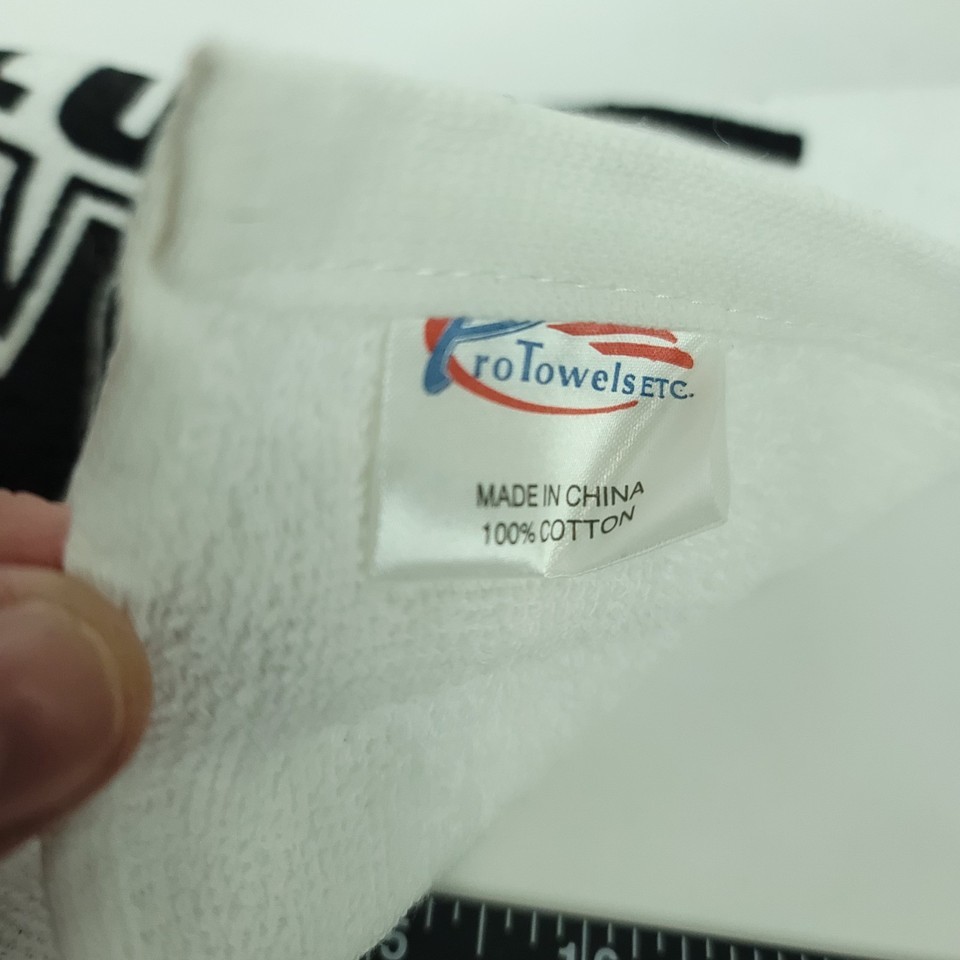 ProTowels ETC.
MADE IN CHINA
100% COTTON